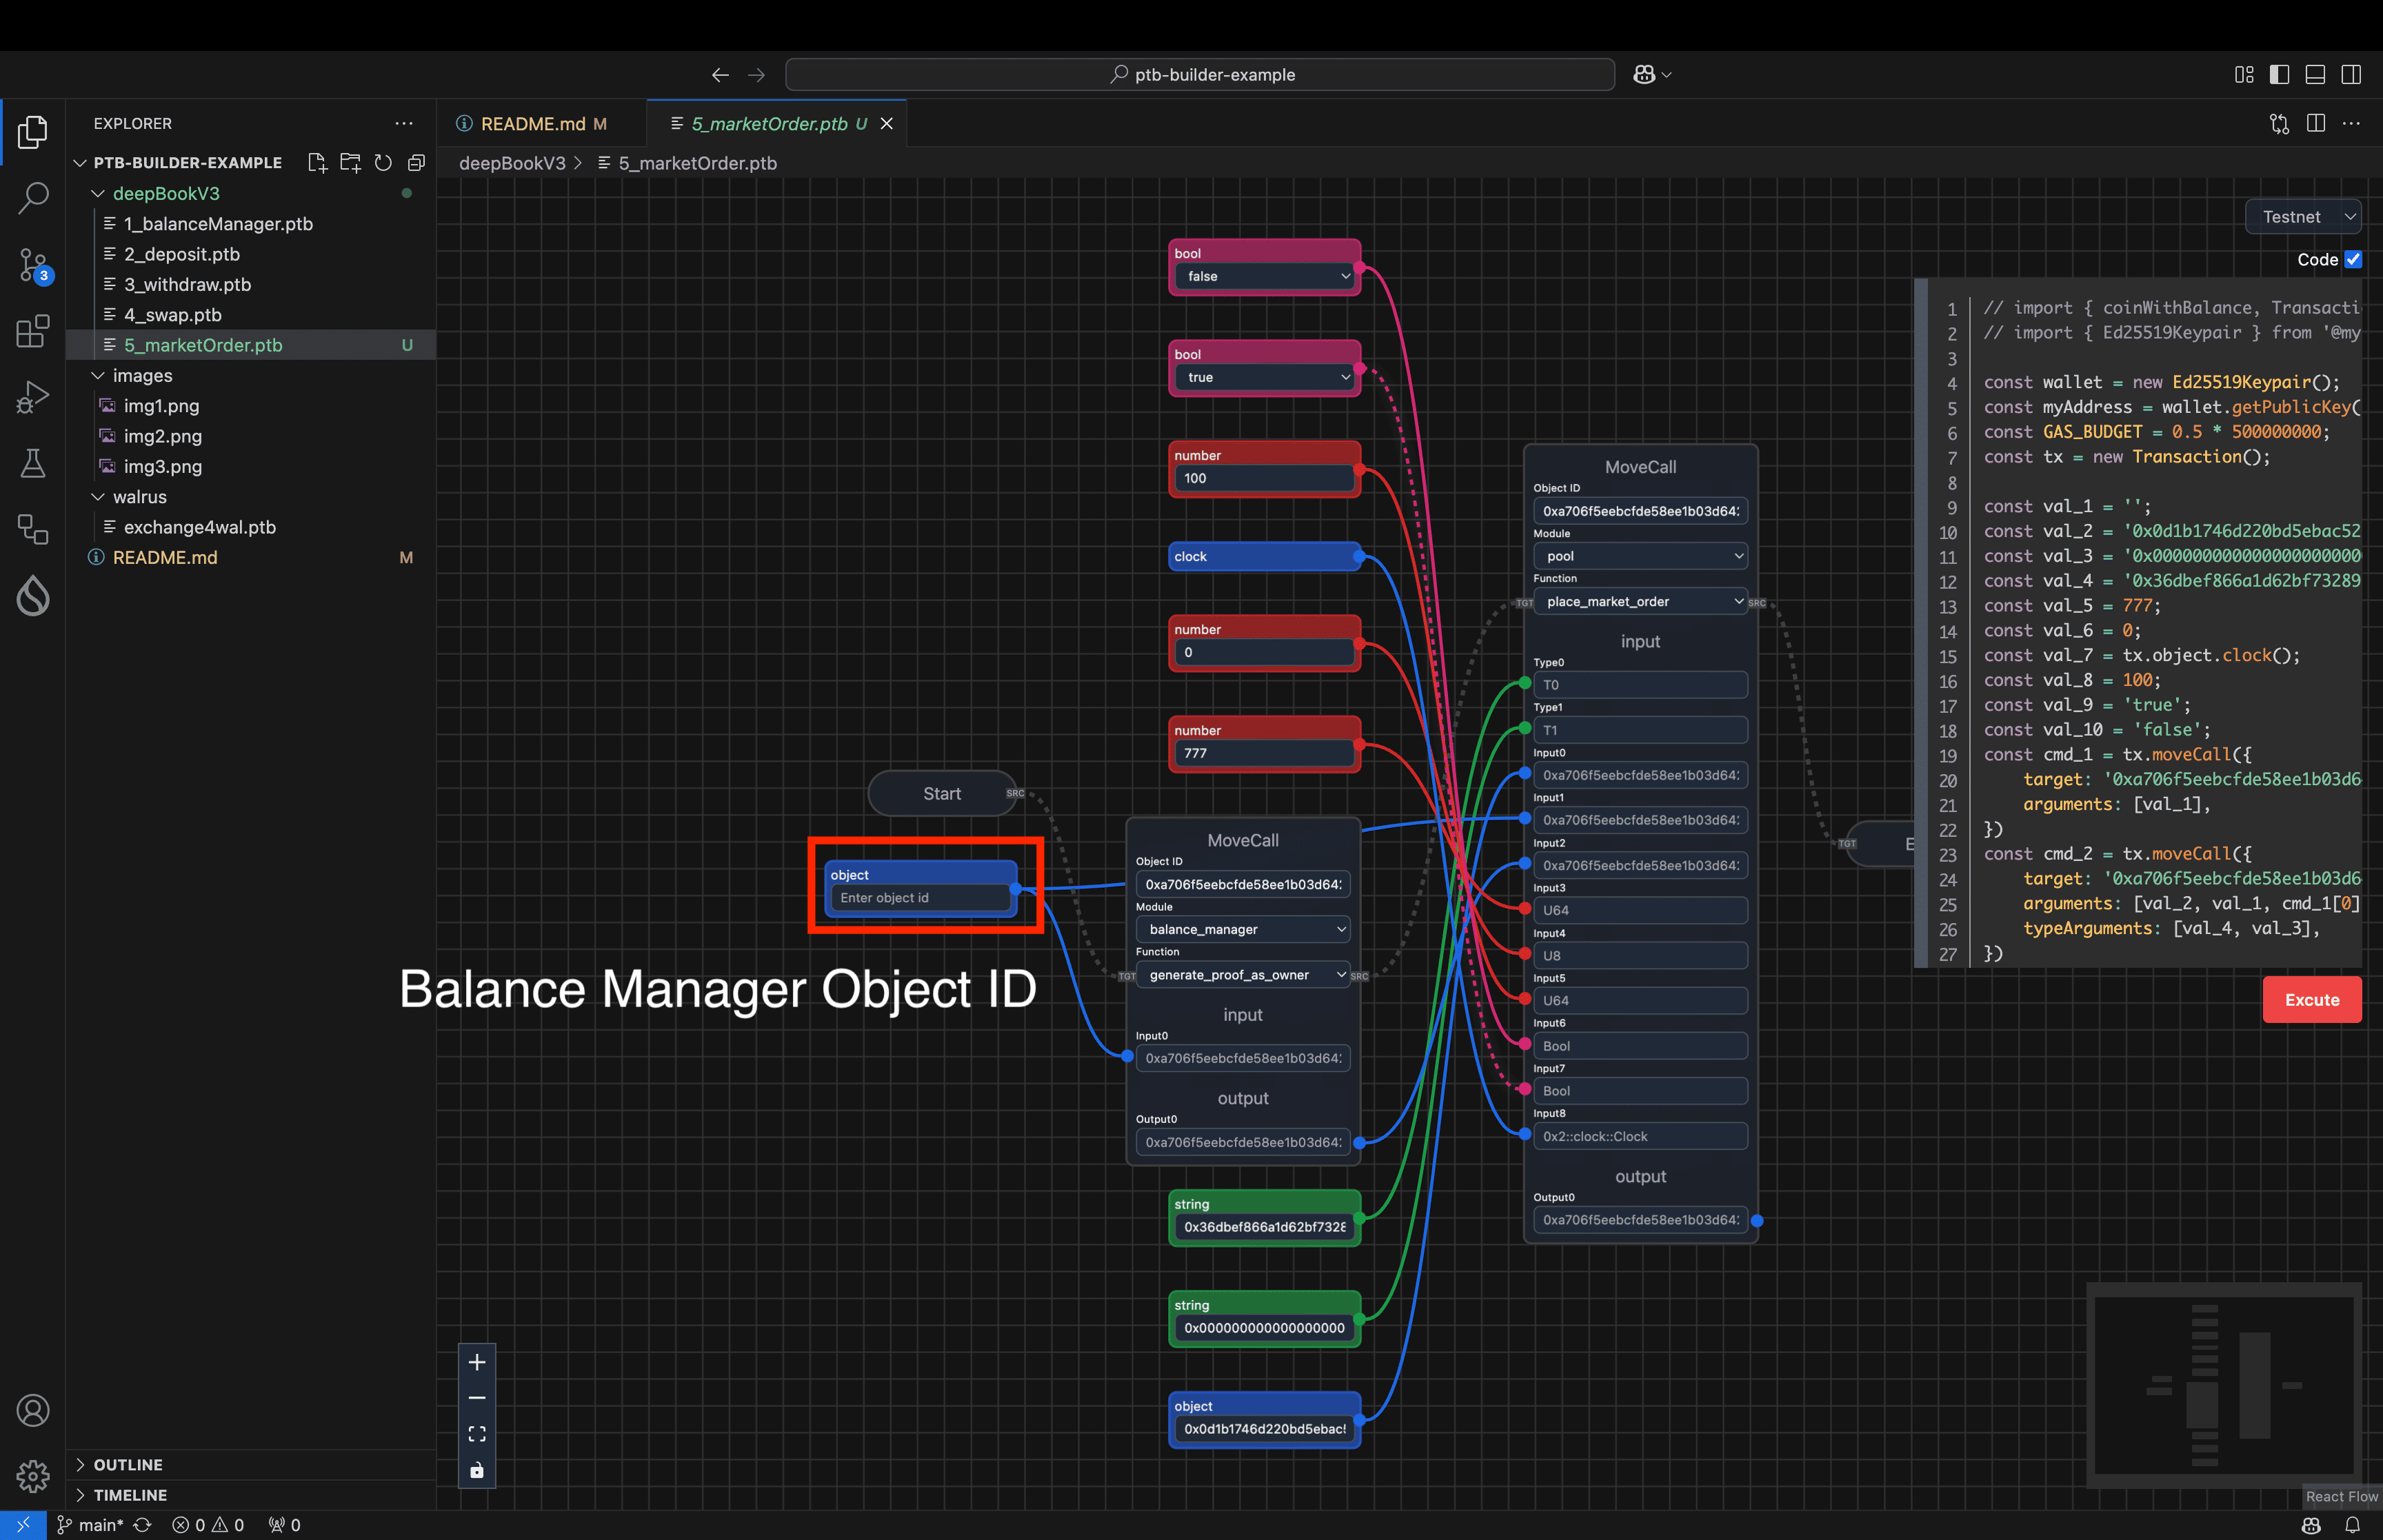 ptb-builder-example
EXPLORER
PTB-BUILDER-EXAMPLE
deepBookV3
1_balanceManager.ptb
2_deposit.ptb
3_withdraw.ptb
4_swap.ptb
5_marketOrder.ptb U
images
img1.png
img2.png
img3.png
walrus
exchange4wal.ptb
README.md M
3
OUTLINE
TIMELINE
README.md M
5_marketOrder.ptb U
deepBookV3 > 5_marketOrder.ptb
bool
false
bool
true
number
100
clock
number
0
number
777
Start SRC
object
Enter object id
Balance Manager Object ID
MoveCall
Object ID
0xa706f5eebcfde58ee1b03d64:
Module
balance_manager
Function
TGT generate_proof_as_owner SRC
input
Input0
0xa706f5eebcfde58ee1b03d64:
output
Output0
0xa706f5eebcfde58ee1b03d64:
string
0x36dbef866a1d62bf7328
string
0x000000000000000000
object
0x0d1b1746d220bd5ebac
MoveCall
Object ID
0xa706f5eebcfde58ee1b03d64:
Module
pool
Function
TGT place_market_order SRC
input
Type0
T0
Type1
T1
Input0
0xa706f5eebcfde58ee1b03d64:
Input1
0xa706f5eebcfde58ee1b03d64:
Input2
0xa706f5eebcfde58ee1b03d64:
Input3
U64
Input4
U8
Input5
U64
Input6
Bool
Input7
Bool
Input8
0x2::clock::Clock
output
Output0
0xa706f5eebcfde58ee1b03d64:
TGT E
Testnet
Code
1 // import { coinWithBalance, Transacti
2 // import { Ed25519Keypair } from '@my
3
4 const wallet = new Ed25519Keypair();
5 const myAddress = wallet.getPublicKey(
6 const GAS_BUDGET = 0.5 * 500000000;
7 const tx = new Transaction();
8
9 const val_1 = '';
10 const val_2 = '0x0d1b1746d220bd5ebac52
11 const val_3 = '0x0000000000000000000000
12 const val_4 = '0x36dbef866a1d62bf73289
13 const val_5 = 777;
14 const val_6 = 0;
15 const val_7 = tx.object.clock();
16 const val_8 = 100;
17 const val_9 = 'true';
18 const val_10 = 'false';
19 const cmd_1 = tx.moveCall({
20 target: '0xa706f5eebcfde58ee1b03d6
21 arguments: [val_1],
22 })
23 const cmd_2 = tx.moveCall({
24 target: '0xa706f5eebcfde58ee1b03d6
25 arguments: [val_2, val_1, cmd_1[0]
26 typeArguments: [val_4, val_3],
27 })
Excute
React Flow
main* 0 0 0